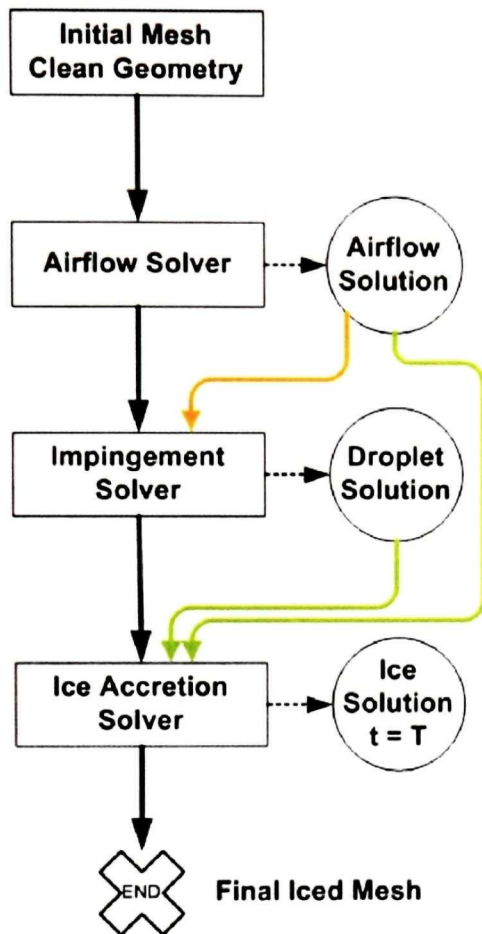 Initial Mesh
Clean Geometry
Airflow Solver
Airflow
Solution
Impingement
Solver
Droplet
Solution
Ice Accretion
Solver
Ice
Solution
t = T
END
Final Iced Mesh